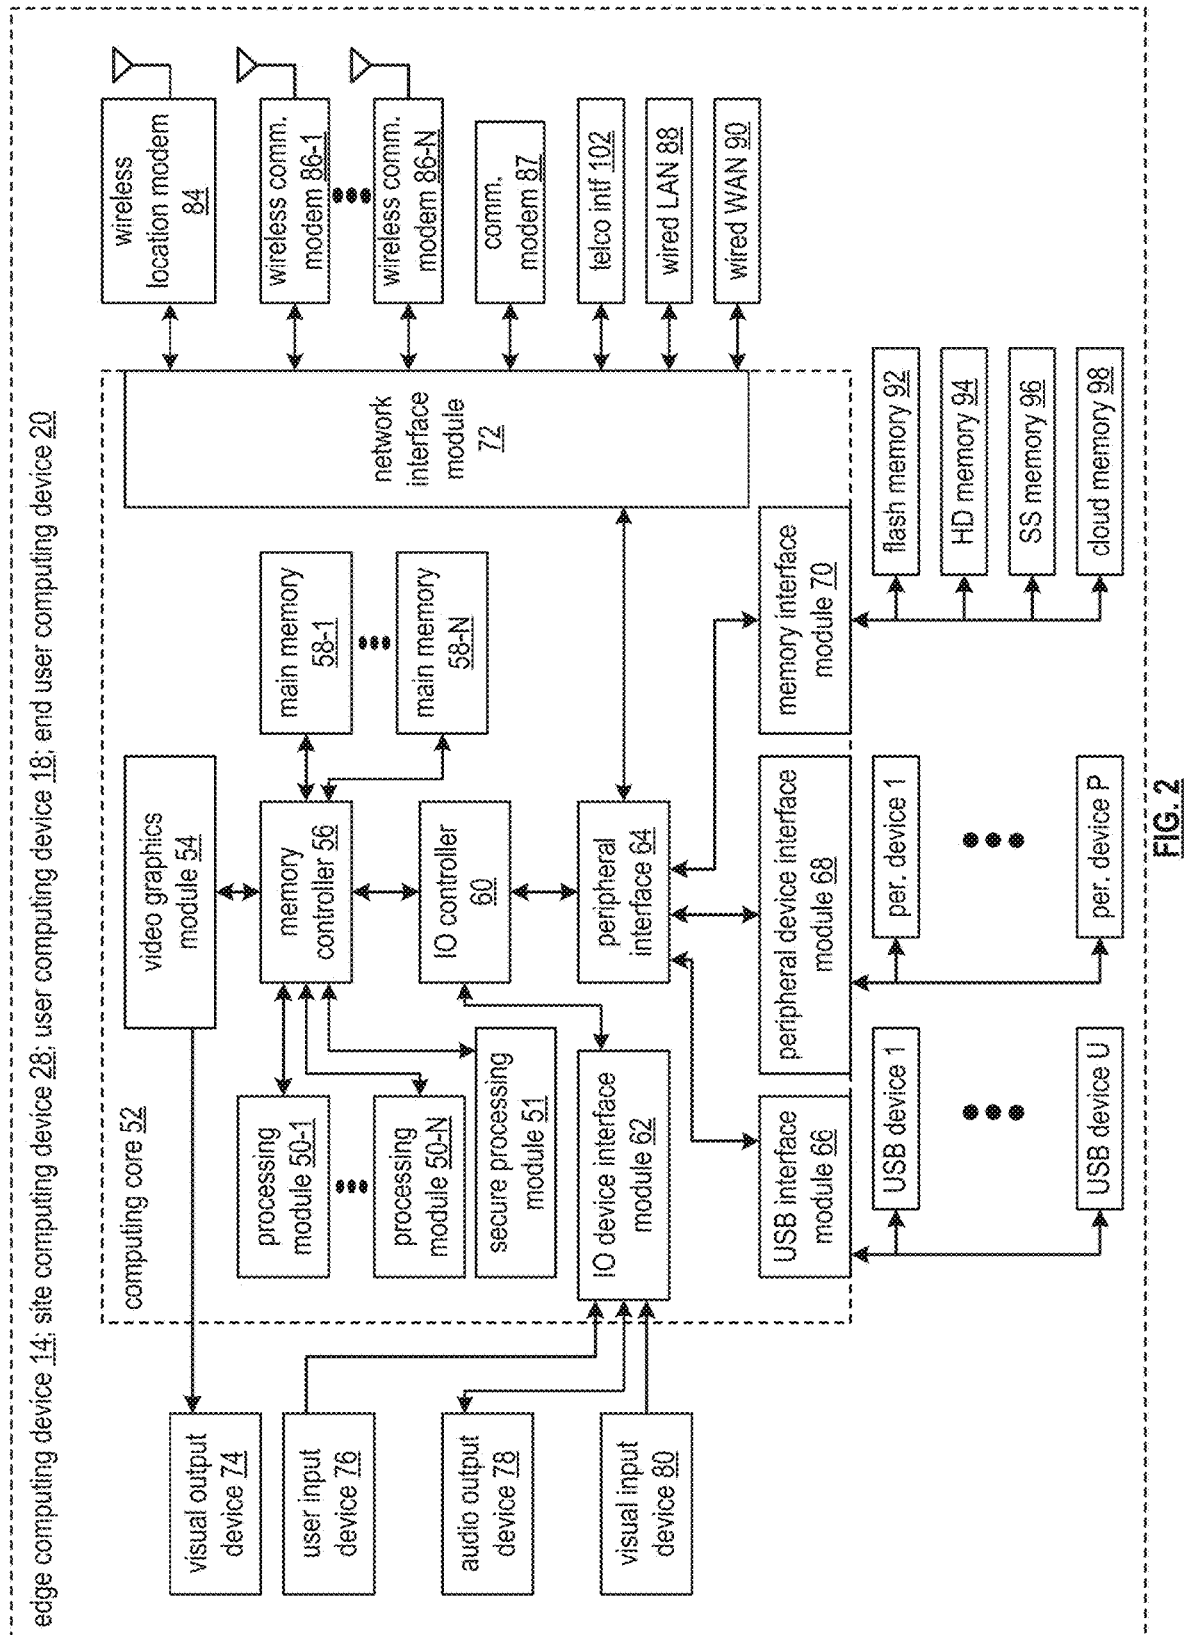 edge computing device 14; site computing device 28; user computing device 18; end user computing device 20
computing core 52
visual output
device 74
user input
device 76
audio output
device 78
visual input
device 80
video graphics
module 54
processing
module 50-1
processing
module 50-N
secure processing
module 51
memory
controller 56
main memory
58-1
main memory
58-N
IO controller
60
IO device interface
module 62
peripheral
interface 64
USB interface
module 66
peripheral device interface
module 68
memory interface
module 70
network
interface
module
72
wireless
location modem
84
wireless comm.
modem 86-1
wireless comm.
modem 86-N
comm.
modem 87
telco intf 102
wired LAN 88
wired WAN 90
USB device 1
USB device U
per. device 1
per. device P
flash memory 92
HD memory 94
SS memory 96
cloud memory 98
FIG. 2